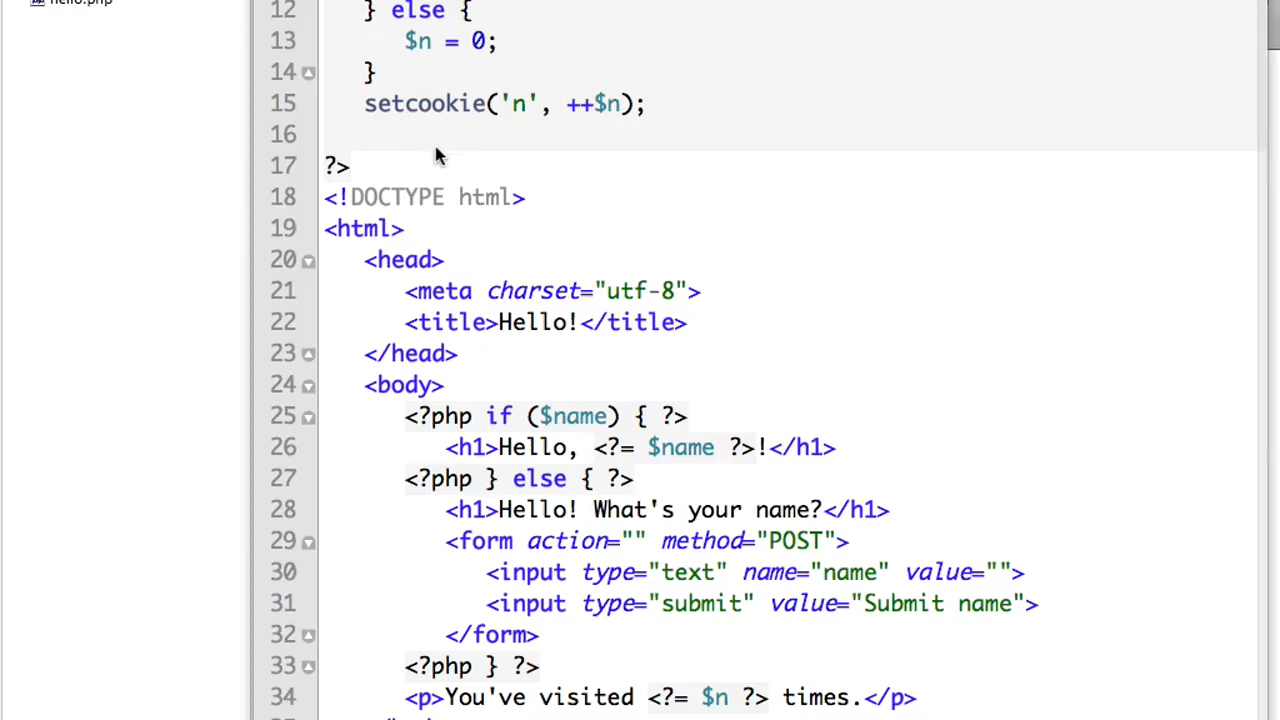 hello.php
12 } else {
13 $n = 0;
14 }
15 setcookie('n', ++$n);
16
17 ?>
18 <!DOCTYPE html>
19 <html>
20 <head>
21 <meta charset="utf-8">
22 <title>Hello!</title>
23 </head>
24 <body>
25 <?php if ($name) { ?>
26 <h1>Hello, <?= $name ?>!</h1>
27 <?php } else { ?>
28 <h1>Hello! What's your name?</h1>
29 <form action="" method="POST">
30 <input type="text" name="name" value="">
31 <input type="submit" value="Submit name">
32 </form>
33 <?php } ?>
34 <p>You've visited <?= $n ?> times.</p>